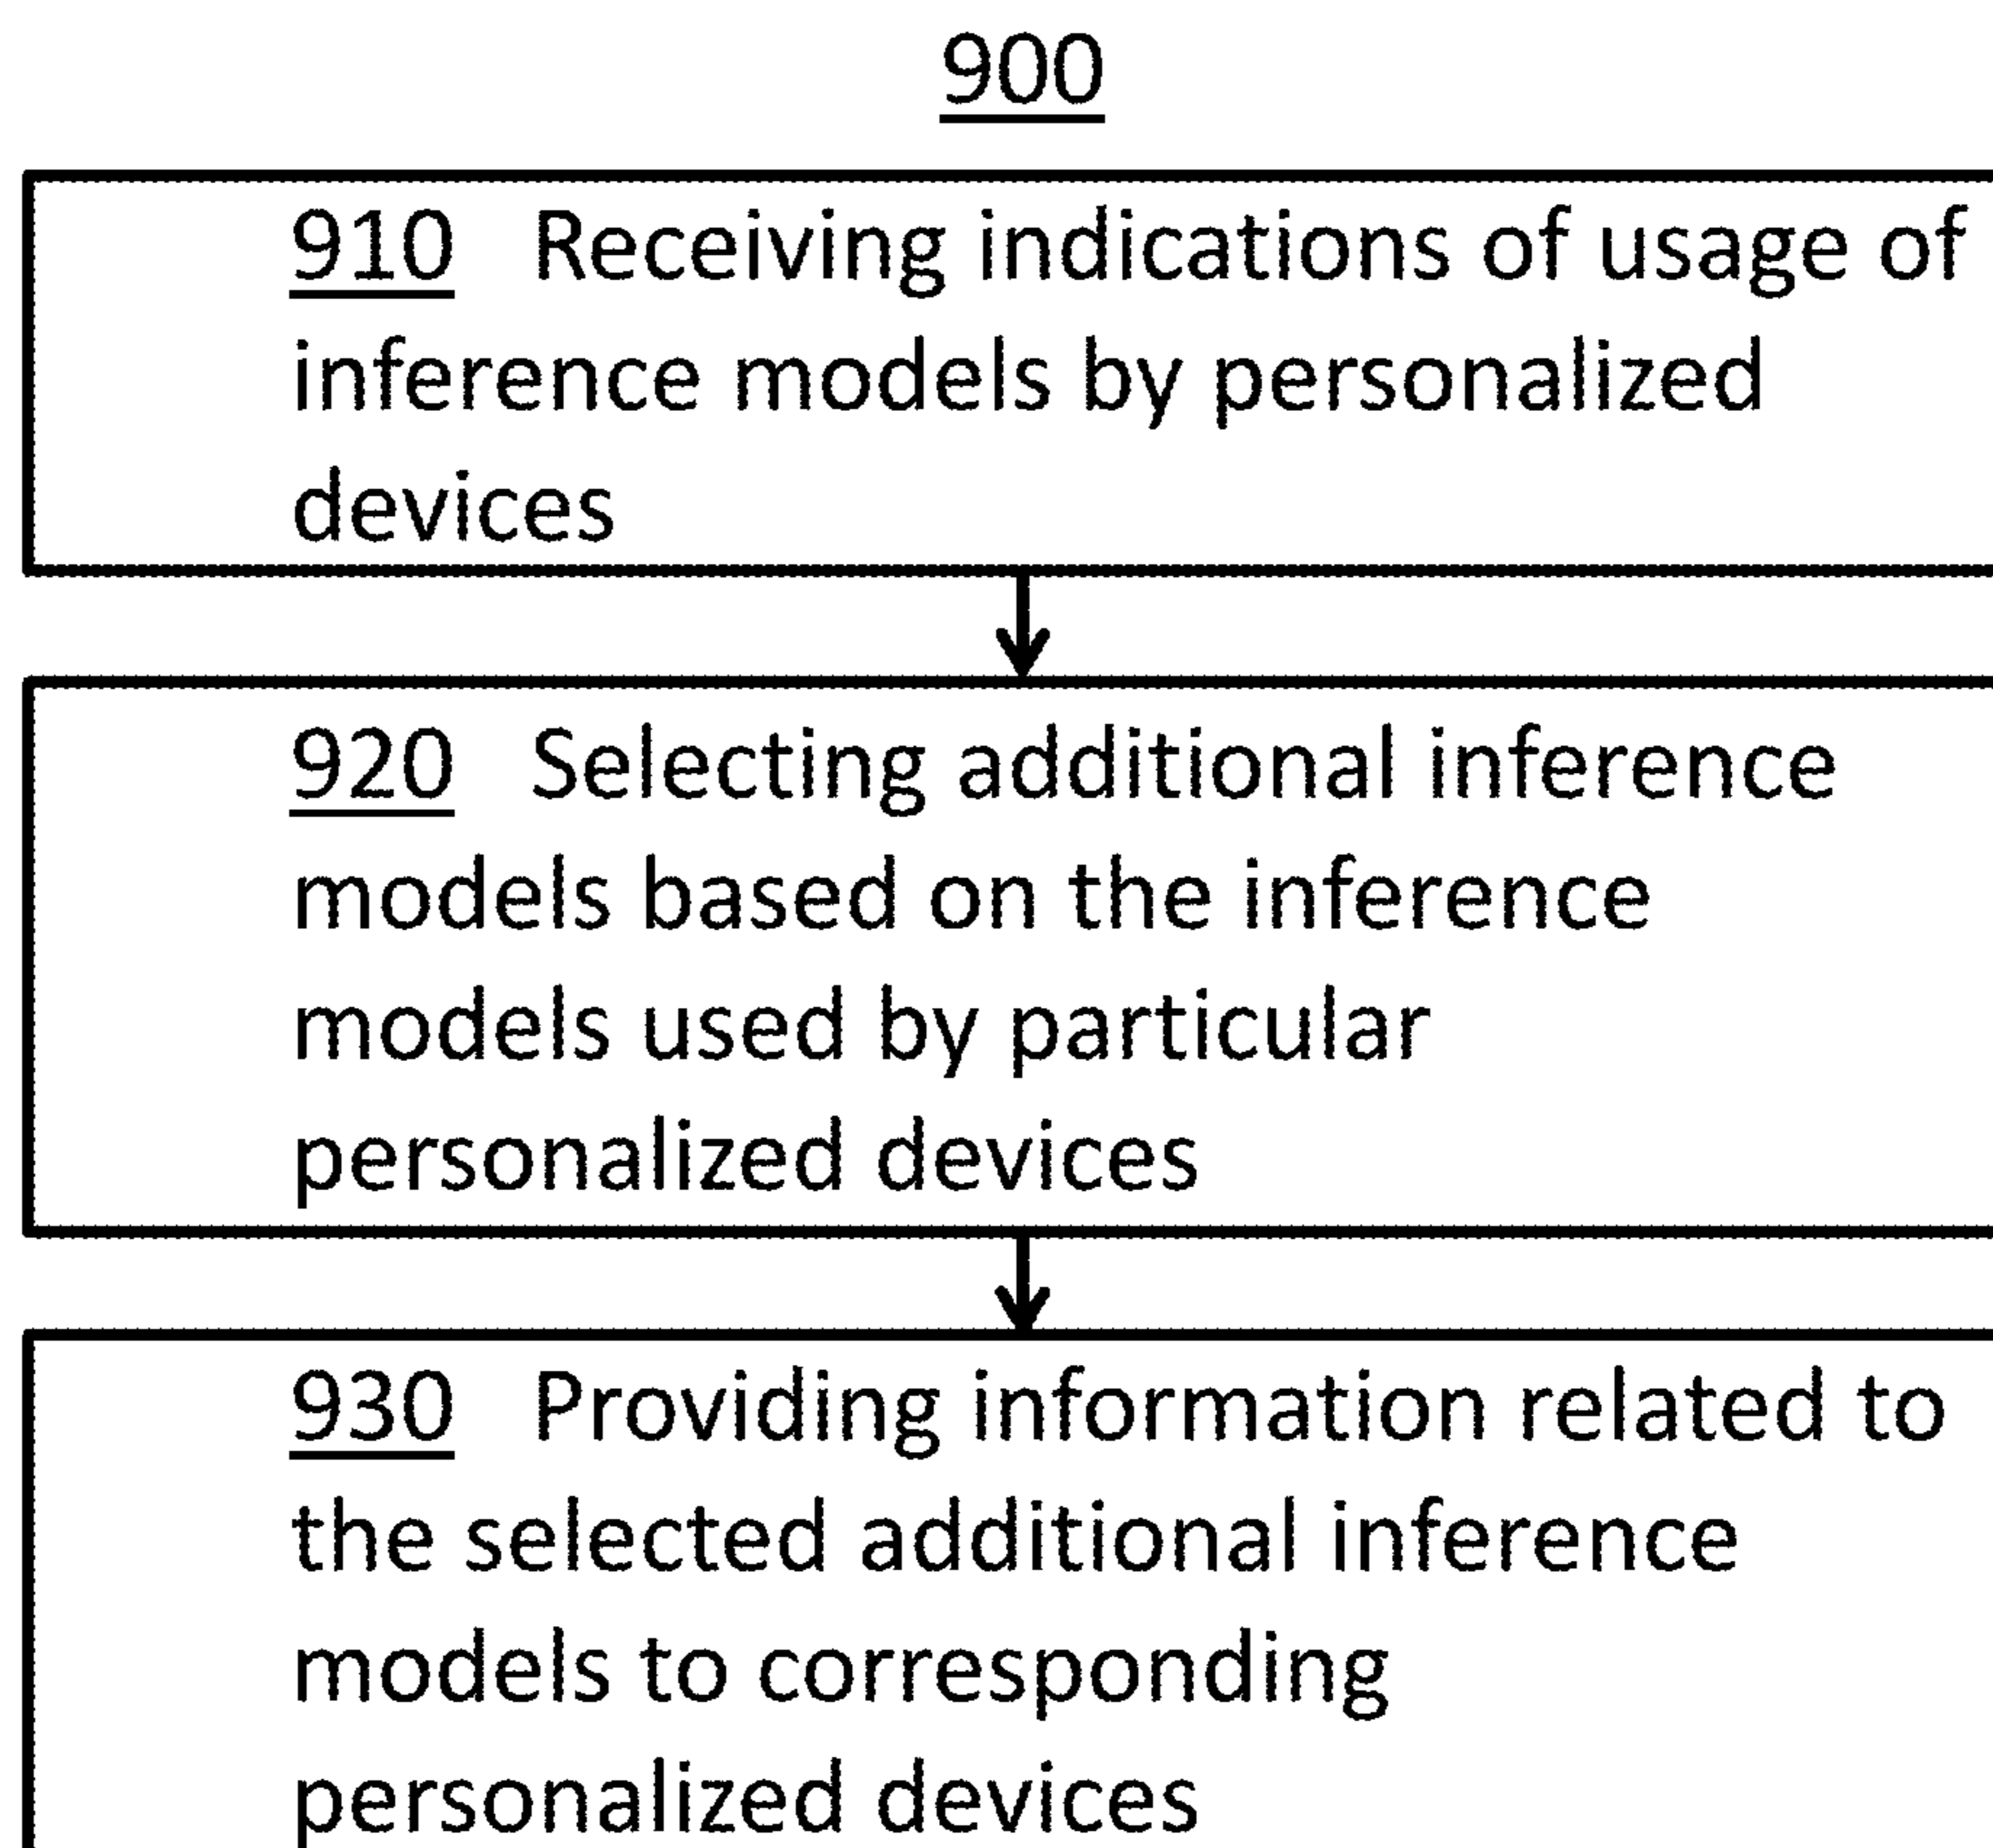 900
910 Receiving indications of usage of
inference models by personalized
devices
920 Selecting additional inference
models based on the inference
models used by particular
personalized devices
930 Providing information related to
the selected additional inference
models to corresponding
personalized devices